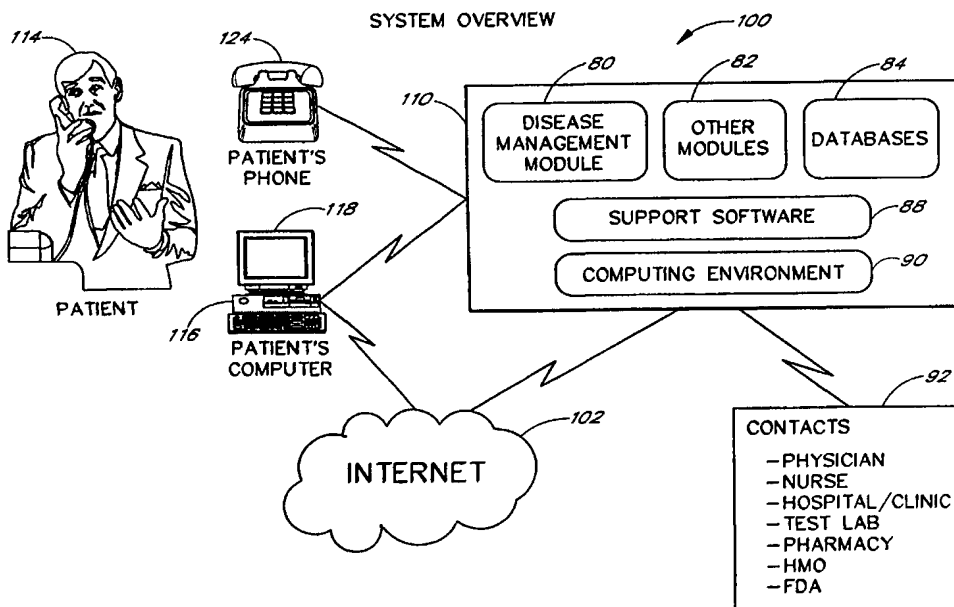 SYSTEM OVERVIEW
114
124
100
80
82
84
110
DISEASE
MANAGEMENT
MODULE
OTHER
MODULES
DATABASES
PATIENT'S
PHONE
118
SUPPORT SOFTWARE
88
COMPUTING ENVIRONMENT
90
PATIENT
116
PATIENT'S
COMPUTER
92
102
INTERNET
CONTACTS
-PHYSICIAN
-NURSE
-HOSPITAL/CLINIC
-TEST LAB
-PHARMACY
-HMO
-FDA